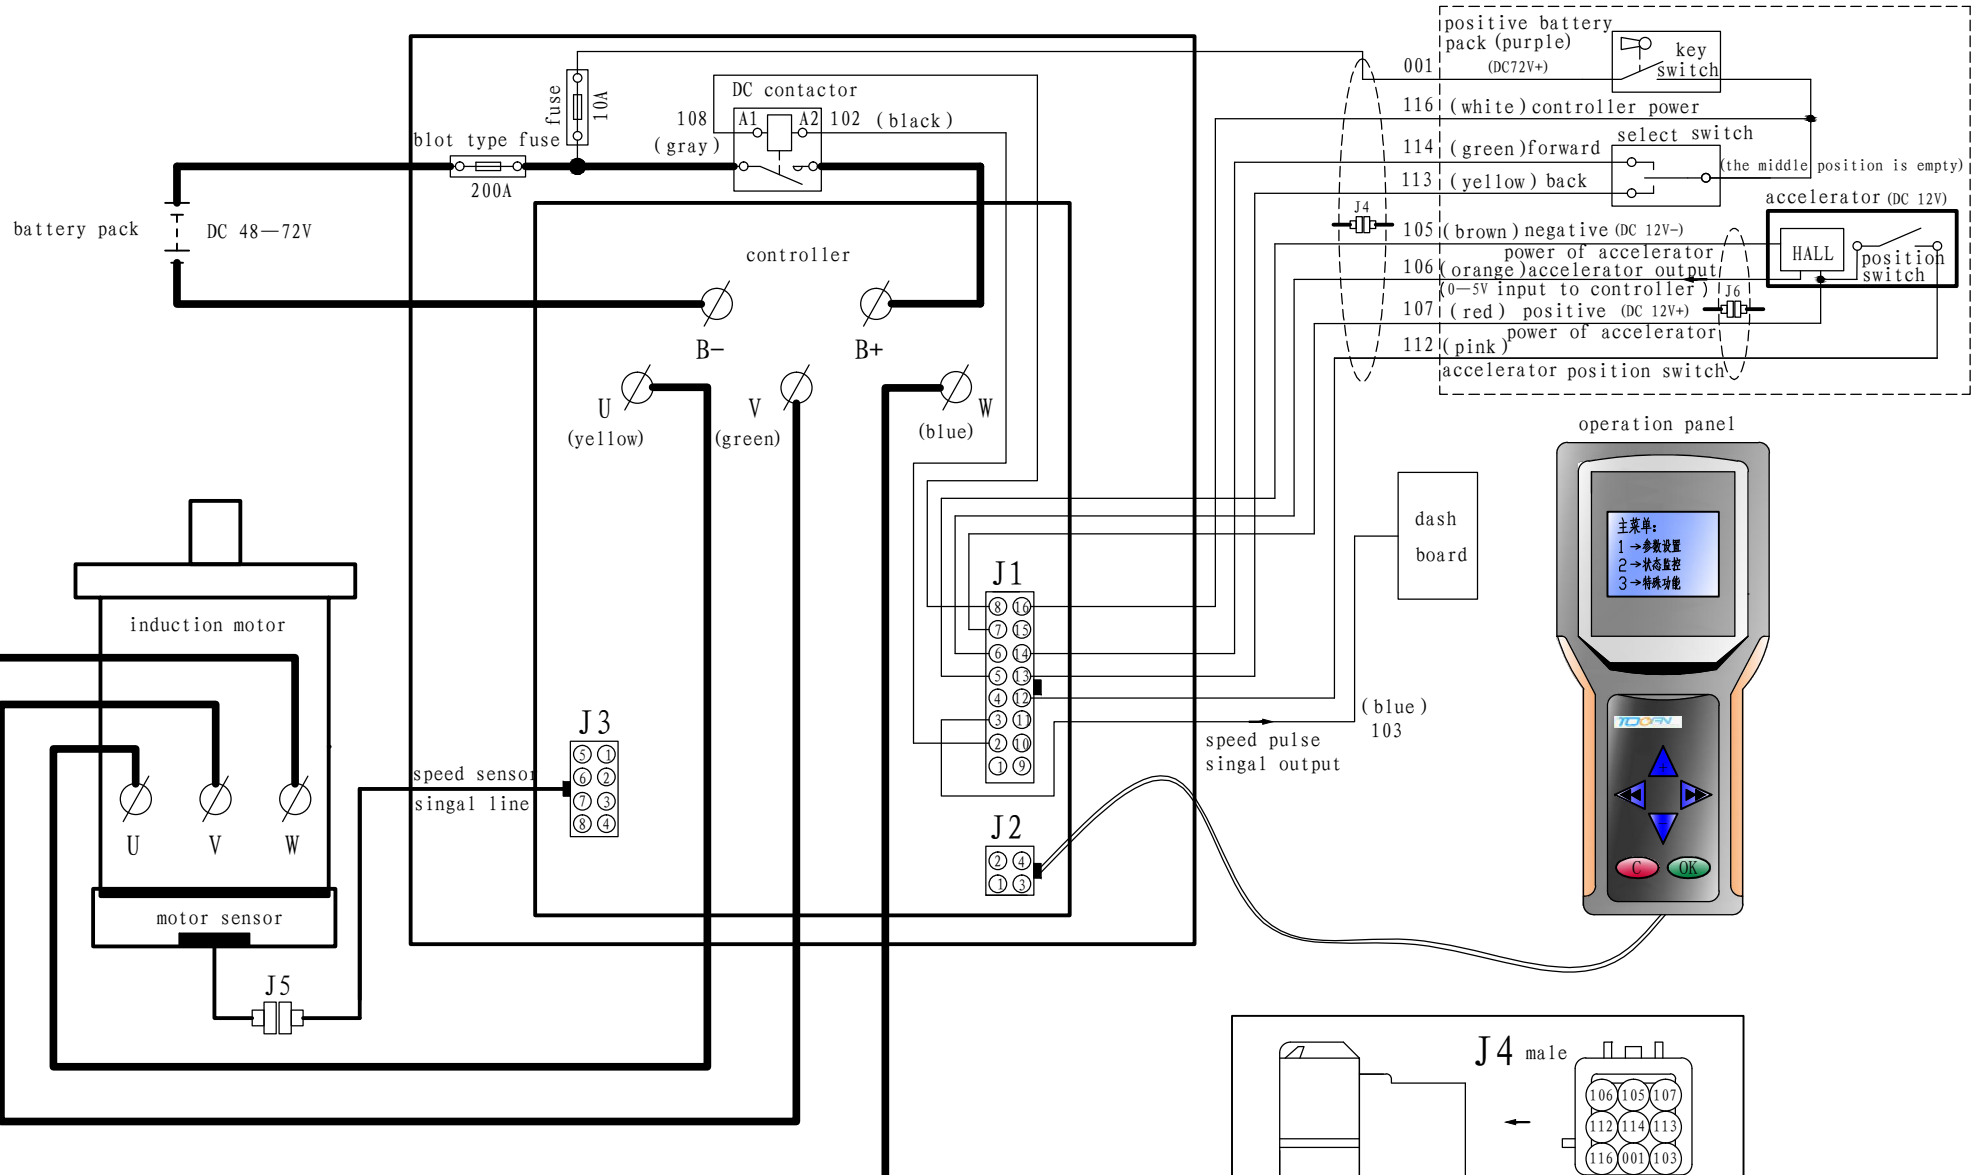 positive battery
pack (purple)
001
(DC72V+)
key
switch
116 (white) controller power
114 (green) forward
select switch
(the middle position is empty)
113 (yellow) back
accelerator (DC 12V)
J4
105 (brown) negative (DC 12V-)
power of accelerator
HALL
position
switch
106 (orange) accelerator output
(0—5V input to controller)
J6
107 (red) positive (DC 12V+)
power of accelerator
112 (pink)
accelerator position switch
fuse
10A
DC contactor
108
(gray)
A1
A2
102 (black)
blot type fuse
200A
battery pack
DC 48—72V
controller
B-
B+
U
(yellow)
V
(green)
W
(blue)
operation panel
主菜单:
1→参数设置
2→状态监控
3→特殊功能
C
OK
dash
board
(blue)
103
speed pulse
singal output
J1
8 16
7 15
6 14
5 13
4 12
3 11
2 10
1 9
J2
2 4
1 3
J3
5 1
6 2
7 3
8 4
speed sensor
singal line
induction motor
U
V
W
motor sensor
J5
J4 male
106 105 107
112 114 113
116 001 103